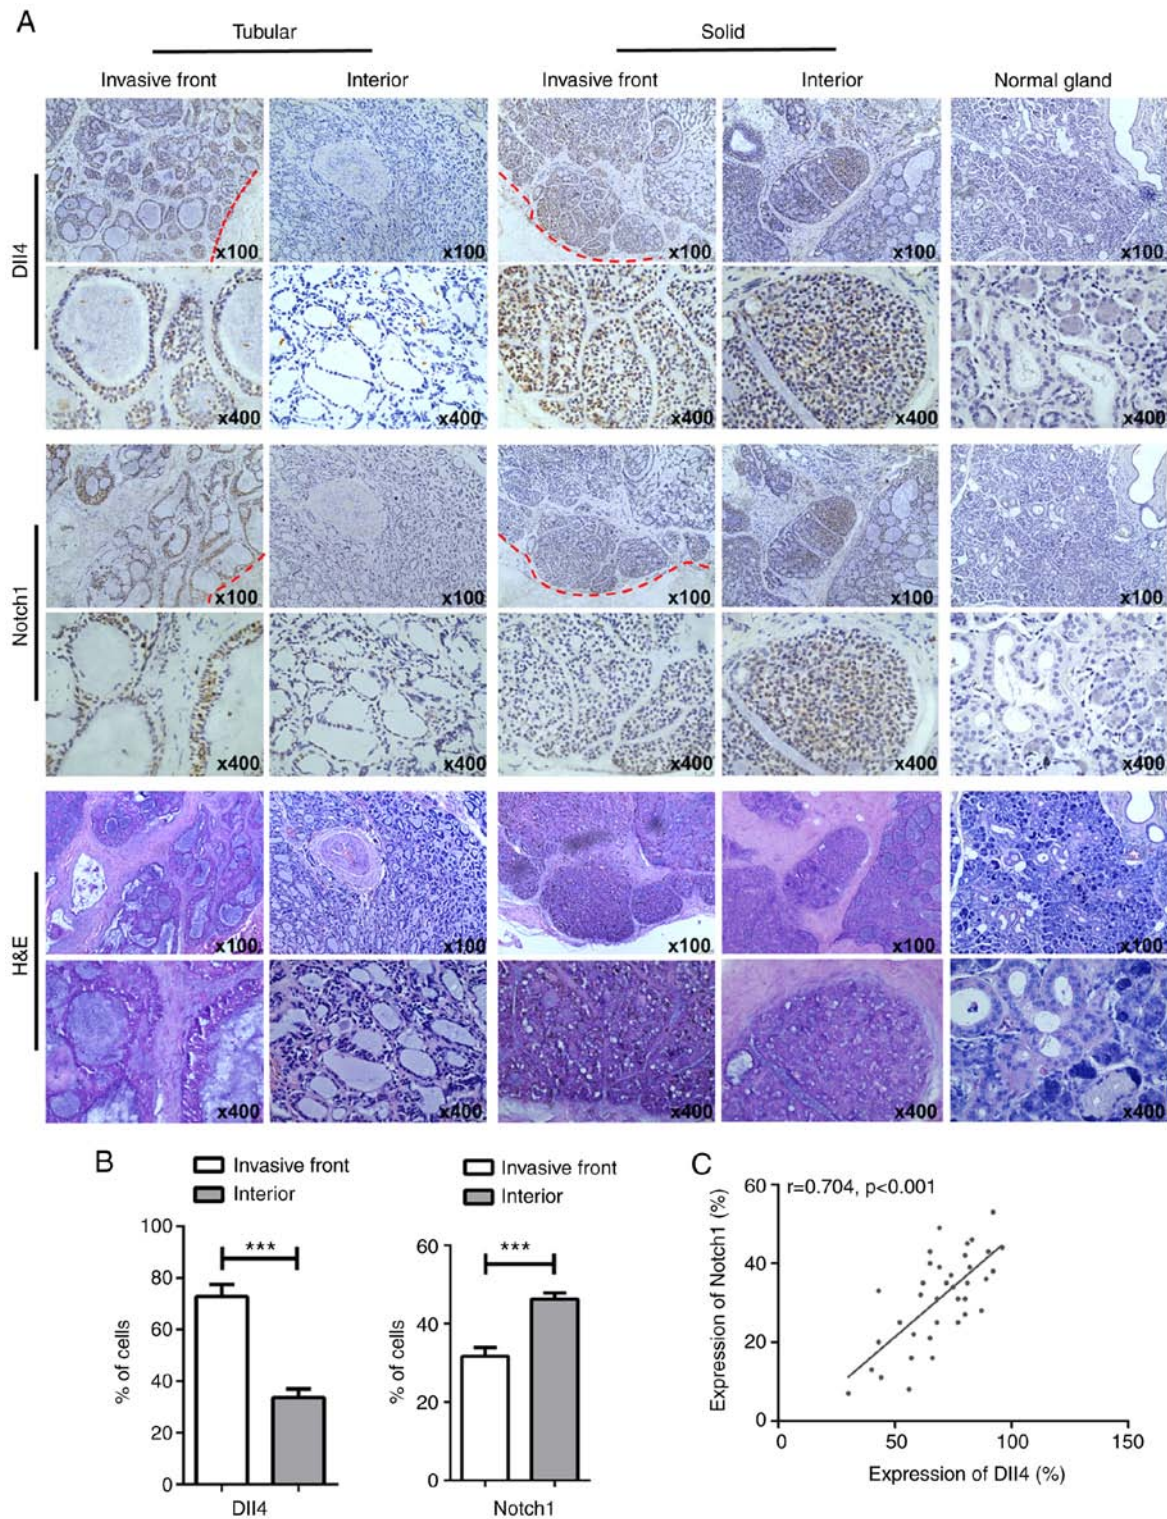 A
Tubular Solid
Invasive front Interior Invasive front Interior Normal gland
Dll4
x100 x100 x100 x100 x100
x400 x400 x400 x400 x400
Notch1
x100 x100 x100 x100 x100
x400 x400 x400 x400 x400
H&E
x100 x100 x100 x100 x100
x400 x400 x400 x400 x400
B
Invasive front
Interior
% of cells
100
80
60
40
20
0
***
Dll4
Invasive front
Interior
% of cells
60
40
20
0
***
Notch1
C
r=0.704, p<0.001
Expression of Notch1 (%)
60
40
20
0
0 50 100 150
Expression of Dll4 (%)